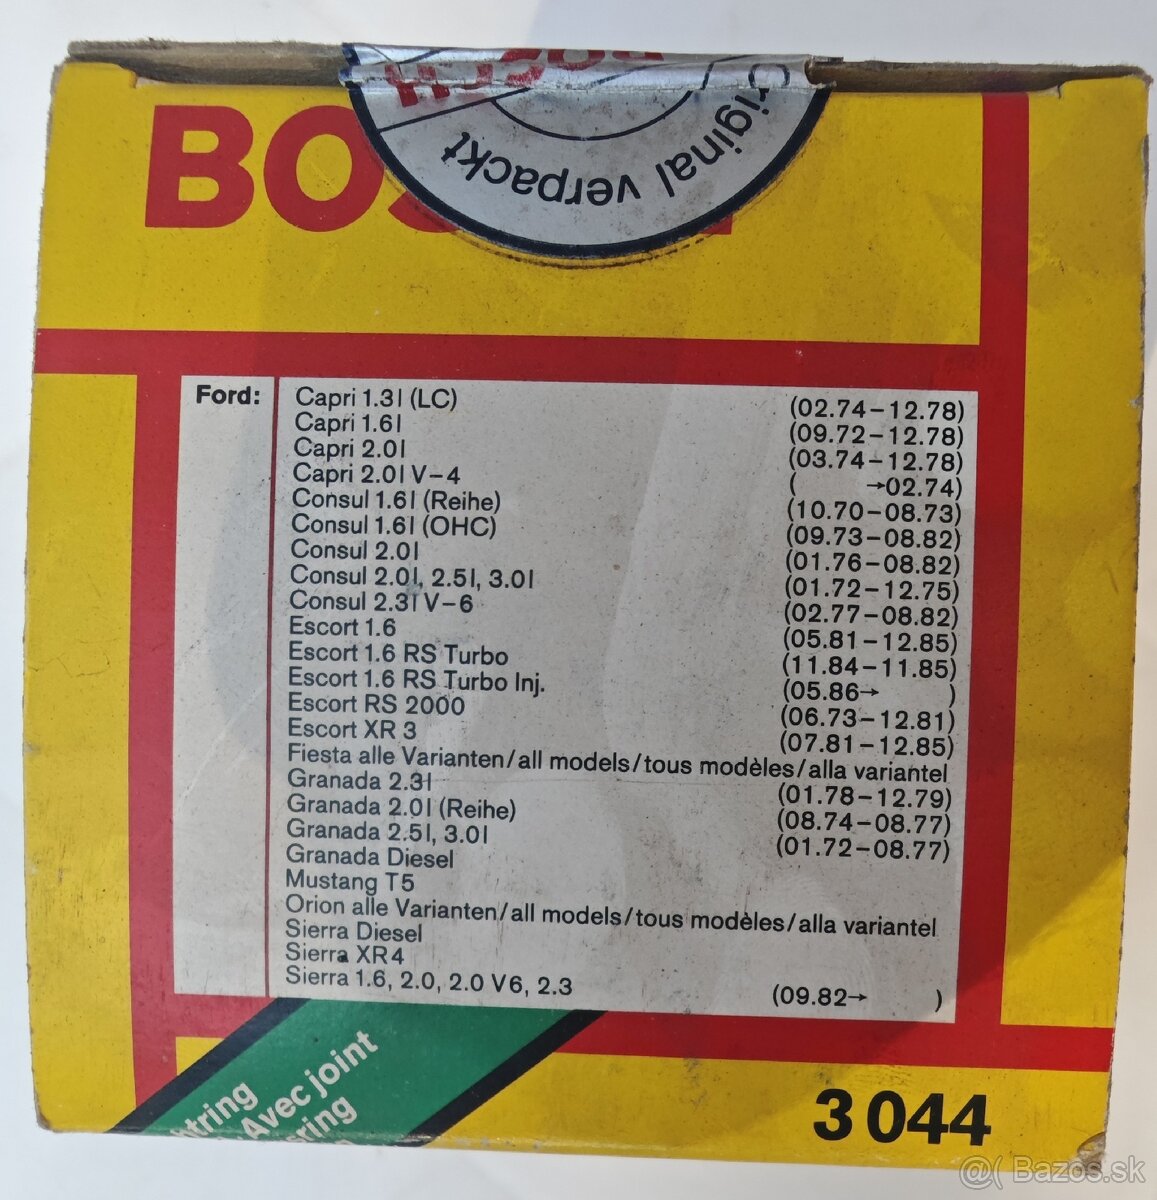 BOSCH
Original verpackt
BO
Ford:
Capri 1.3l (LC) (02.74–12.78)
Capri 1.6l (09.72–12.78)
Capri 2.0l (03.74–12.78)
Capri 2.0l V–4 ( →02.74)
Consul 1.6l (Reihe) (10.70–08.73)
Consul 1.6l (OHC) (09.73–08.82)
Consul 2.0l (01.76–08.82)
Consul 2.0l, 2.5l, 3.0l (01.72–12.75)
Consul 2.3l V–6 (02.77–08.82)
Escort 1.6 (05.81–12.85)
Escort 1.6 RS Turbo (11.84–11.85)
Escort 1.6 RS Turbo Inj. (05.86→ )
Escort RS 2000 (06.73–12.81)
Escort XR 3 (07.81–12.85)
Fiesta alle Varianten/all models/tous modèles/alla variantel
Granada 2.3l (01.78–12.79)
Granada 2.0l (Reihe) (08.74–08.77)
Granada 2.5l, 3.0l (01.72–08.77)
Granada Diesel
Mustang T5
Orion alle Varianten/all models/tous modèles/alla variantel
Sierra Diesel
Sierra XR4
Sierra 1.6, 2.0, 2.0 V6, 2.3 (09.82→ )
Avec joint
3 044
@( Bazos.sk